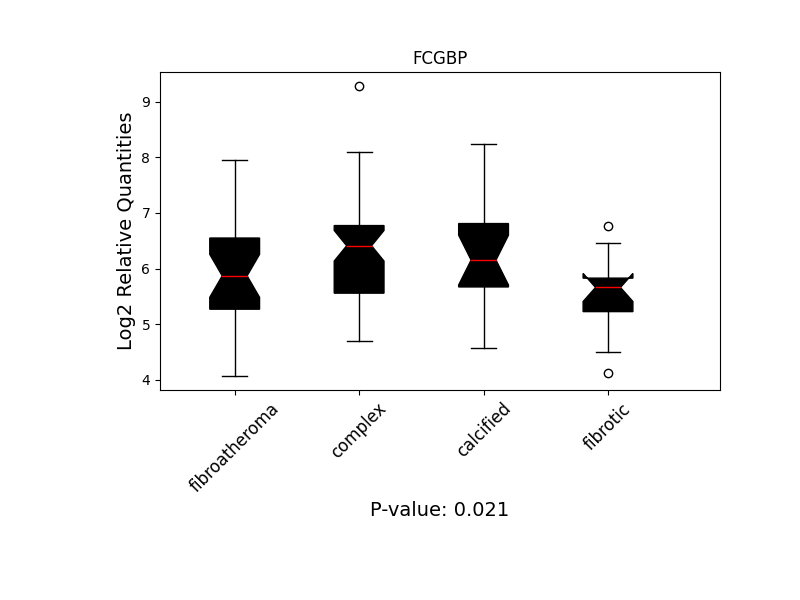 FCGBP
Log2 Relative Quantities
9
8
7
6
5
4
fibroatheroma
complex
calcified
fibrotic
P-value: 0.021